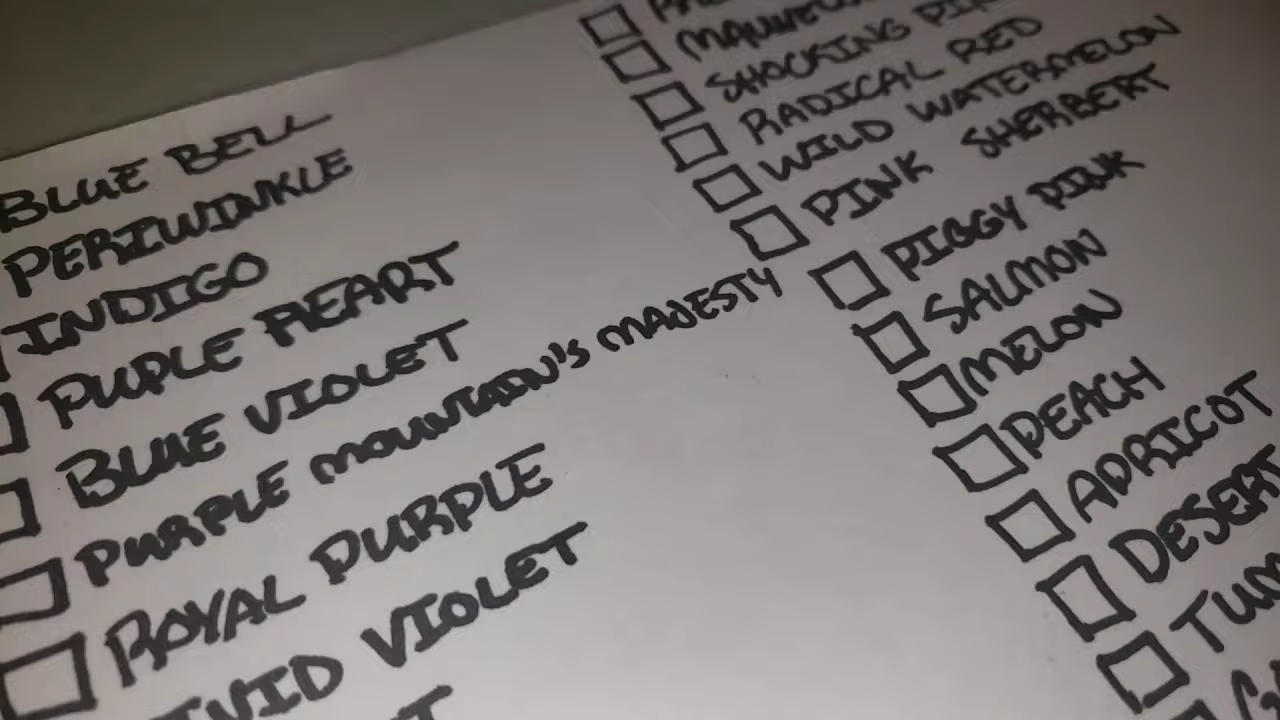 BLUE BELL
PERIWINKLE
INDIGO
PUPLE HEART
BLUE VIOLET
PURPLE MOUNTAIN'S MAJESTY
ROYAL PURPLE
VIVID VIOLET
SHOCKING
RADICAL RED
WILD WATERMELON
PINK SHERBERT
PIGGY PINK
SALMON
MELON
PEACH
APRICOT
DESERT